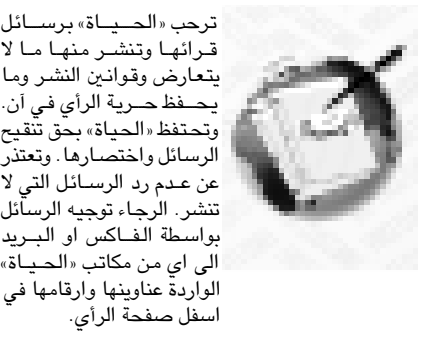 ترحب «الحياة» برسائل
قرائها وتنشر منها ما لا
يتعارض وقوانين النشر وما
يحفظ حرية الرأي في آن.
وتحتفظ «الحياة» بحق تنقيح
الرسائل واختصارها. وتعتذر
عن عدم رد الرسائل التي لا
تنشر. الرجاء توجيه الرسائل
بواسطة الفاكس او البريد
الى اي من مكاتب «الحياة»
الواردة عناوينها وارقامها في
اسفل صفحة الرأي.